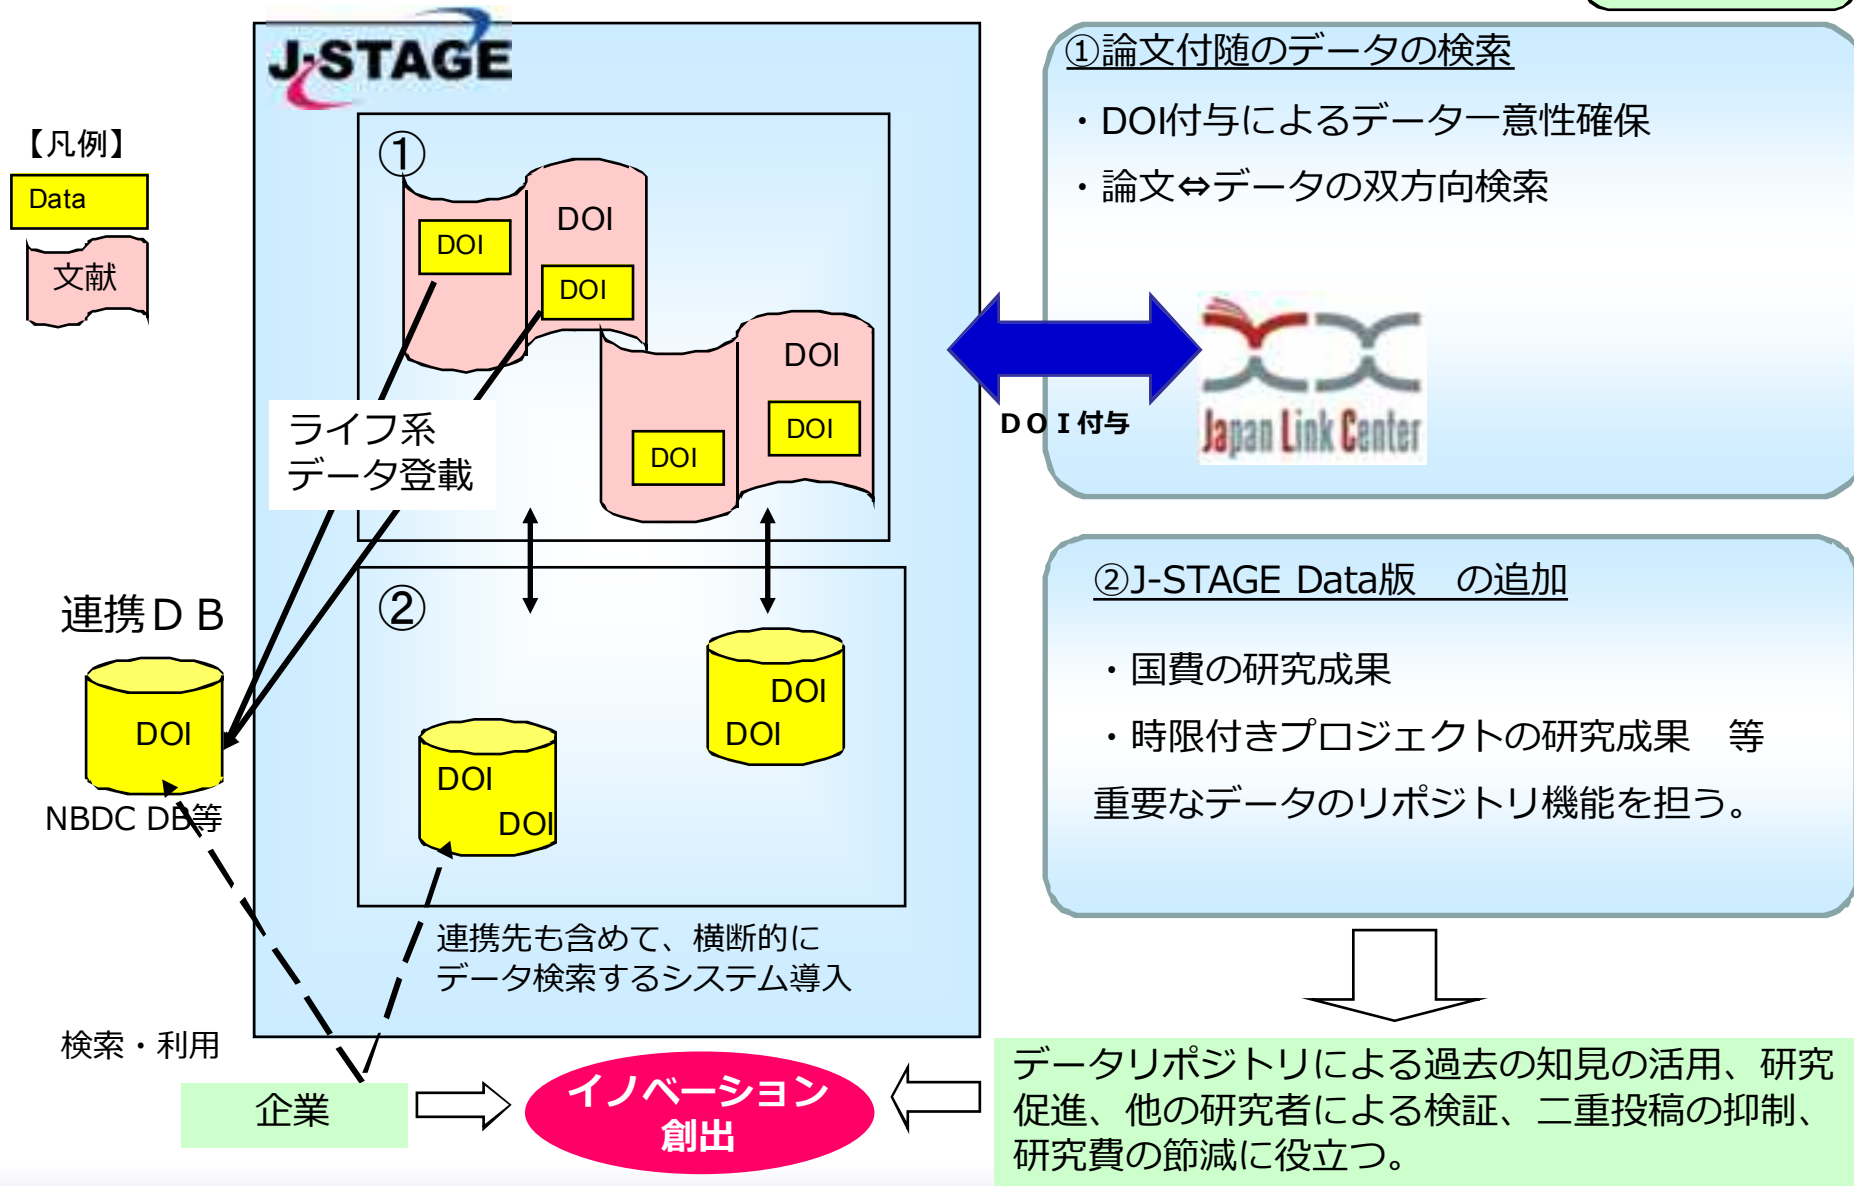 J-STAGE
【凡例】
Data
文献
①
DOI
DOI
DOI
DOI
DOI
DOI
ライフ系
データ登載
連携ＤＢ
DOI
NBDC DB等
②
DOI
DOI
DOI
DOI
連携先も含めて、横断的に
データ検索するシステム導入
検索・利用
企業
イノベーション
創出
①論文付随のデータの検索
・DOI付与によるデータ一意性確保
・論文⇔データの双方向検索
ＤＯＩ付与
Japan Link Center
②J-STAGE Data版　の追加
・国費の研究成果
・時限付きプロジェクトの研究成果　等
重要なデータのリポジトリ機能を担う。
データリポジトリによる過去の知見の活用、研究
促進、他の研究者による検証、二重投稿の抑制、
研究費の節減に役立つ。